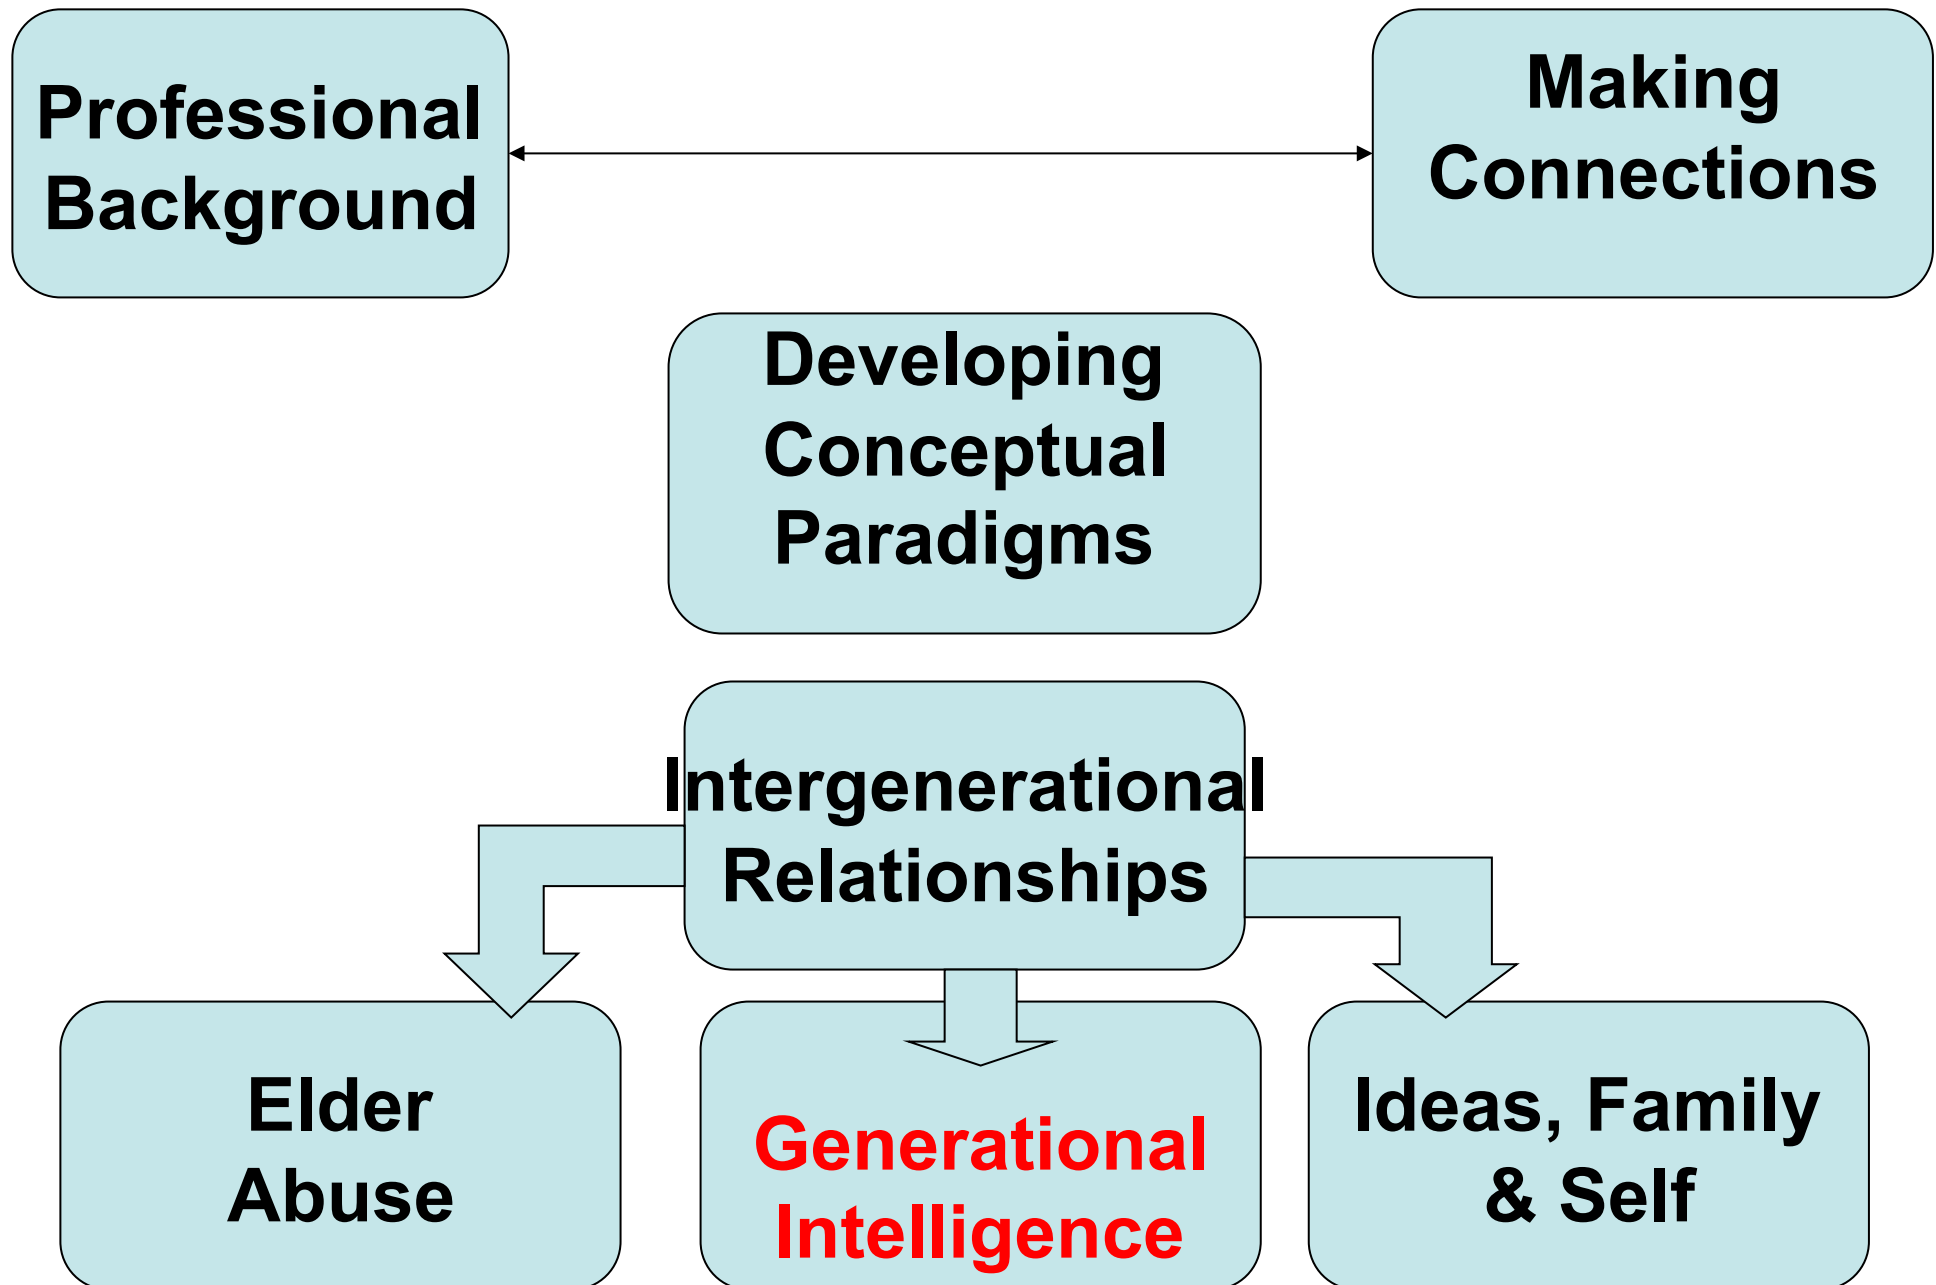 Professional
Background
Making
Connections
Developing
Conceptual
Paradigms
Intergenerational
Relationships
Elder
Abuse
Generational
Intelligence
Ideas, Family
& Self